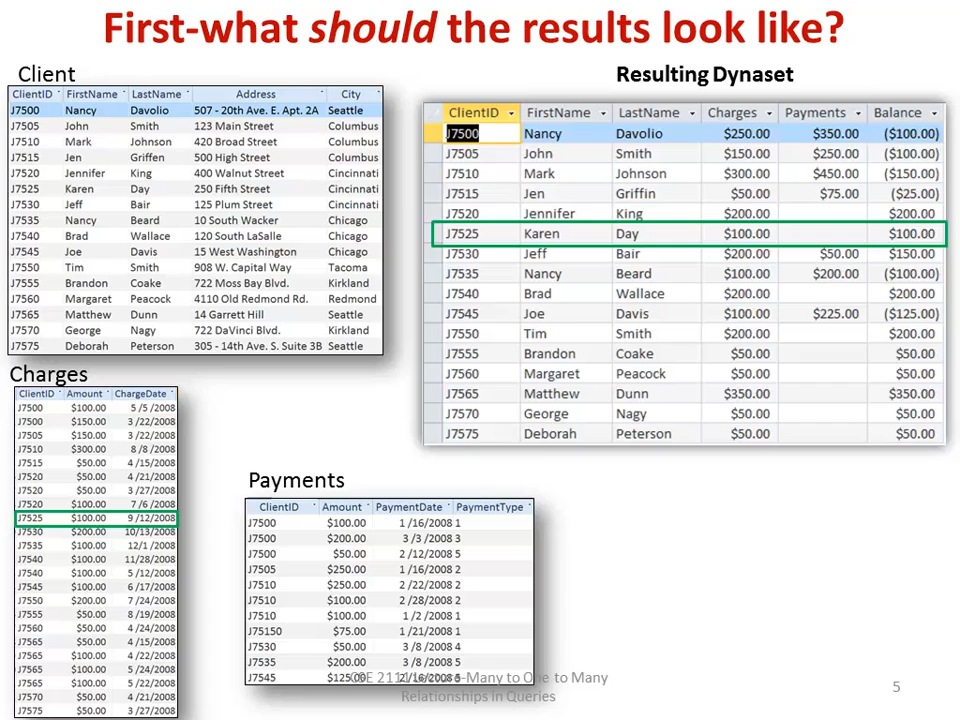 First-what should the results look like?
Client
ClientID FirstName LastName Address City
J7500 Nancy Davolio 507 - 20th Ave. E. Apt. 2A Seattle
J7505 John Smith 123 Main Street Columbus
J7510 Mark Johnson 420 Broad Street Columbus
J7515 Jen Griffen 500 High Street Columbus
J7520 Jennifer King 400 Walnut Street Cincinnati
J7525 Karen Day 250 Fifth Street Cincinnati
J7530 Jeff Bair 125 Plum Street Cincinnati
J7535 Nancy Beard 10 South Wacker Chicago
J7540 Brad Wallace 120 South LaSalle Chicago
J7545 Joe Davis 15 West Washington Chicago
J7550 Tim Smith 908 W. Capital Way Tacoma
J7555 Brandon Coake 722 Moss Bay Blvd. Kirkland
J7560 Margaret Peacock 4110 Old Redmond Rd. Redmond
J7565 Matthew Dunn 14 Garrett Hill Seattle
J7570 George Nagy 722 DaVinci Blvd. Kirkland
J7575 Deborah Peterson 305 - 14th Ave. S. Suite 3B Seattle
Resulting Dynaset
ClientID FirstName LastName Charges Payments Balance
J7500 Nancy Davolio $250.00 $350.00 ($100.00)
J7505 John Smith $150.00 $250.00 ($100.00)
J7510 Mark Johnson $300.00 $450.00 ($150.00)
J7515 Jen Griffin $50.00 $75.00 ($25.00)
J7520 Jennifer King $200.00 $200.00
J7525 Karen Day $100.00 $100.00
J7530 Jeff Bair $200.00 $50.00 $150.00
J7535 Nancy Beard $100.00 $200.00 ($100.00)
J7540 Brad Wallace $200.00 $200.00
J7545 Joe Davis $100.00 $225.00 ($125.00)
J7550 Tim Smith $200.00 $200.00
J7555 Brandon Coake $50.00 $50.00
J7560 Margaret Peacock $50.00 $50.00
J7565 Matthew Dunn $350.00 $350.00
J7570 George Nagy $50.00 $50.00
J7575 Deborah Peterson $50.00 $50.00
Charges
ClientID Amount ChargeDate
J7500 $100.00 5 /5 /2008
J7500 $150.00 3 /22/2008
J7505 $150.00 3 /22/2008
J7510 $300.00 8 /8 /2008
J7515 $50.00 4 /15/2008
J7520 $50.00 4 /21/2008
J7520 $50.00 3 /27/2008
J7520 $100.00 7 /6 /2008
J7525 $100.00 9 /12/2008
J7530 $200.00 10/13/2008
J7535 $100.00 12/1 /2008
J7540 $100.00 11/28/2008
J7540 $100.00 5 /12/2008
J7545 $100.00 6 /17/2008
J7550 $200.00 7 /24/2008
J7555 $50.00 8 /19/2008
J7560 $50.00 4 /24/2008
J7565 $50.00 4 /15/2008
J7565 $100.00 4 /22/2008
J7565 $100.00 5 /24/2008
J7565 $100.00 5 /22/2008
J7570 $50.00 4 /21/2008
J7575 $50.00 3 /27/2008
Payments
ClientID Amount PaymentDate PaymentType
J7500 $100.00 1 /16/2008 1
J7500 $200.00 3 /3 /2008 3
J7500 $50.00 2 /12/2008 5
J7505 $250.00 1 /16/2008 2
J7510 $250.00 2 /22/2008 2
J7510 $100.00 2 /28/2008 2
J7510 $100.00 1 /2 /2008 1
J75150 $75.00 1 /21/2008 1
J7530 $50.00 3 /8 /2008 4
J7535 $200.00 3 /8 /2008 5
J7545 $125.00 2 /16/2008 5
CSE 2111 Lecture-Many to One to Many
Relationships in Queries
5